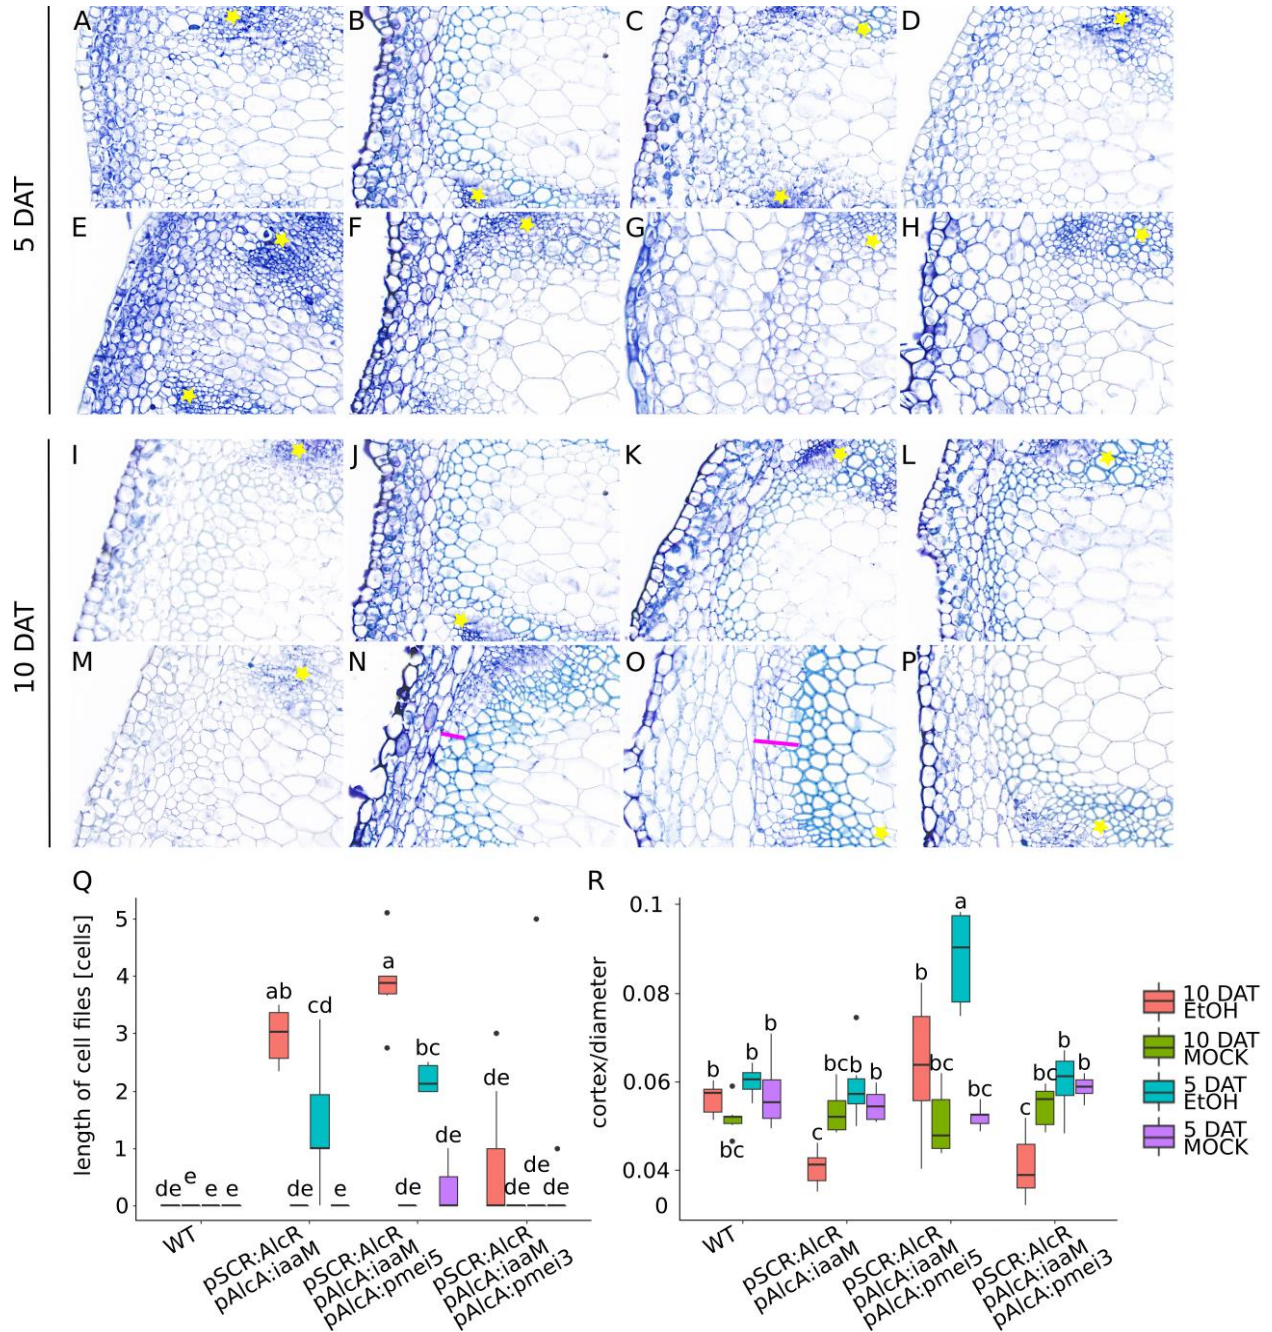 A B C D
5 DAT
E F G H
I J K L
10 DAT
M N O P
Q
length of cell files [cells]
5
4
3
2
1
0
de e e e
ab de cd e
a de bc de
de de de de
WT
pSCR:AlcR
pAlcA:iaaM
pSCR:AlcR
pAlcA:iaaM
pAlcA:pmei5
pSCR:AlcR
pAlcA:iaaM
pAlcA:pmei3
R
cortex/diameter
0.1
0.08
0.06
0.04
0
b bc b b
c bc b b
b bc a bc
c bc b b
WT
pSCR:AlcR
pAlcA:iaaM
pSCR:AlcR
pAlcA:iaaM
pAlcA:pmei5
pSCR:AlcR
pAlcA:iaaM
pAlcA:pmei3
10 DAT
EtOH
10 DAT
MOCK
5 DAT
EtOH
5 DAT
MOCK